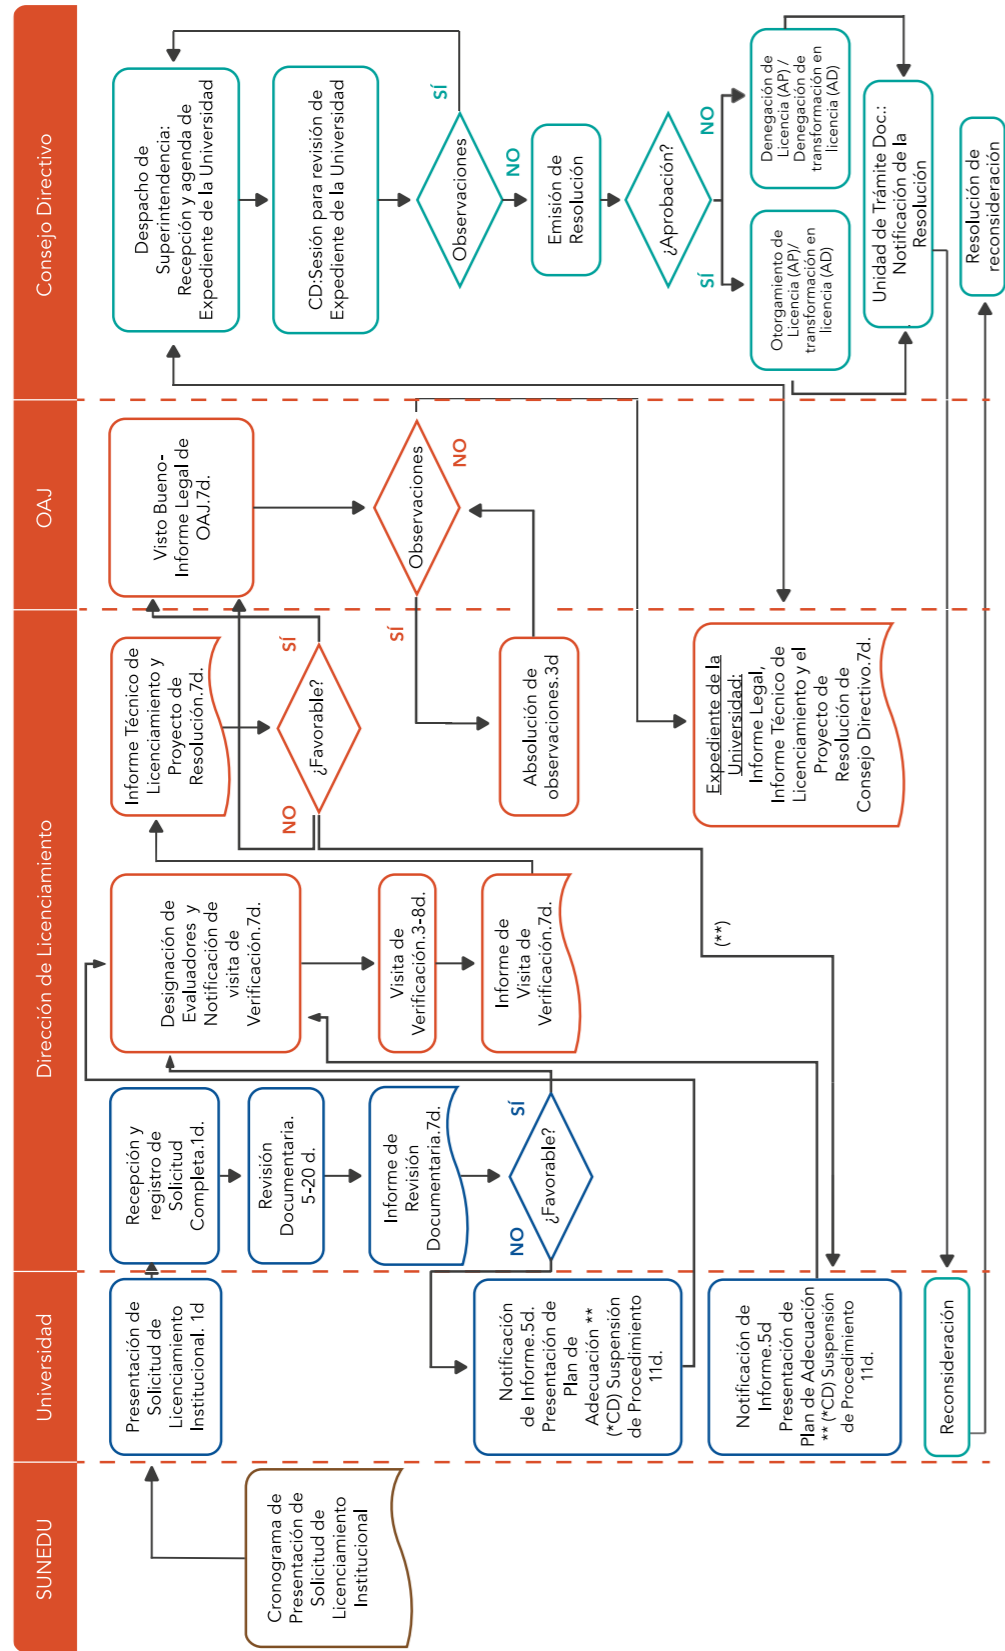 SUNEDU
Universidad
Dirección de Licenciamiento
OAJ
Consejo Directivo
Cronograma de
Presentación de
Solicitud de
Licenciamiento
Institucional
Presentación de
Solicitud de
Licenciamiento
Institucional. 1d
Notificación
de Informe.5d.
Presentación de
Plan de
Adecuación **
(*CD) Suspensión
de Procedimiento
11d.
Notificación de
Informe.5d
Presentación de
Plan de Adecuación
** (*CD) Suspensión
de Procedimiento
11d.
Reconsideración
Recepción y
registro de
Solicitud
Completa.1d.
Revisión
Documentaria.
5-20 d.
Informe de
Revisión
Documentaria.7d.
¿Favorable?
NO
SÍ
Designación de
Evaluadores y
Notificación de
visita de
Verificación.7d.
Visita de
Verificación.3-8d.
Informe de
Visita de
Verificación.7d.
(**)
Informe Técnico de
Licenciamiento y
Proyecto de
Resolución.7d.
¿Favorable?
NO
SÍ
Absolución de
observaciones.3d
Expediente de la
Universidad:
Informe Legal,
Informe Técnico de
Licenciamiento y el
Proyecto de
Resolución de
Consejo Directivo.7d.
Visto Bueno-
Informe Legal de
OAJ.7d.
Observaciones
SÍ
NO
Despacho de
Superintendencia:
Recepción y agenda de
Expediente de la Universidad
CD:Sesión para revisión de
Expediente de la Universidad
Observaciones
SÍ
NO
Emisión de
Resolución
¿Aprobación?
SÍ
NO
Otorgamiento de
Licencia (AP)/
transformación en
licencia (AD)
Denegación de
Licencia (AP) /
Denegación de
transformación en
licencia (AD)
Unidad de Trámite Doc.:
Notificación de la
Resolución
Resolución de
reconsideración